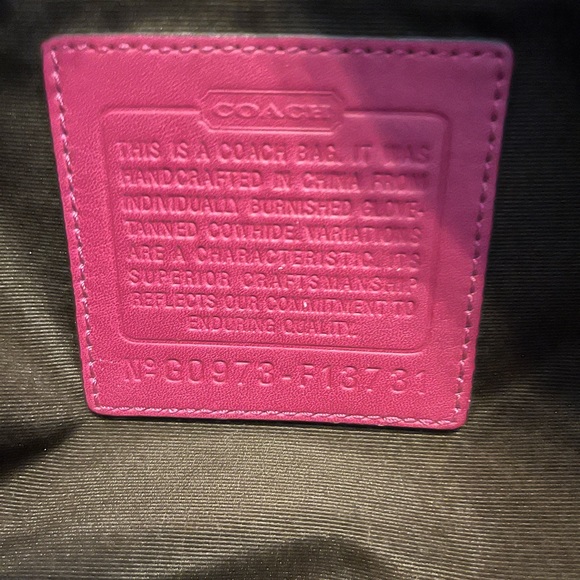 COACH
THIS IS A COACH BAG. IT WAS
HANDCRAFTED IN CHINA FROM
INDIVIDUALLY BURNISHED GLOVE-
TANNED COWHIDE. VARIATIONS
ARE A CHARACTERISTIC. ITS
SUPERIOR CRAFTSMANSHIP
REFLECTS OUR COMMITMENT TO
ENDURING QUALITY.
Nº G0973-F13731